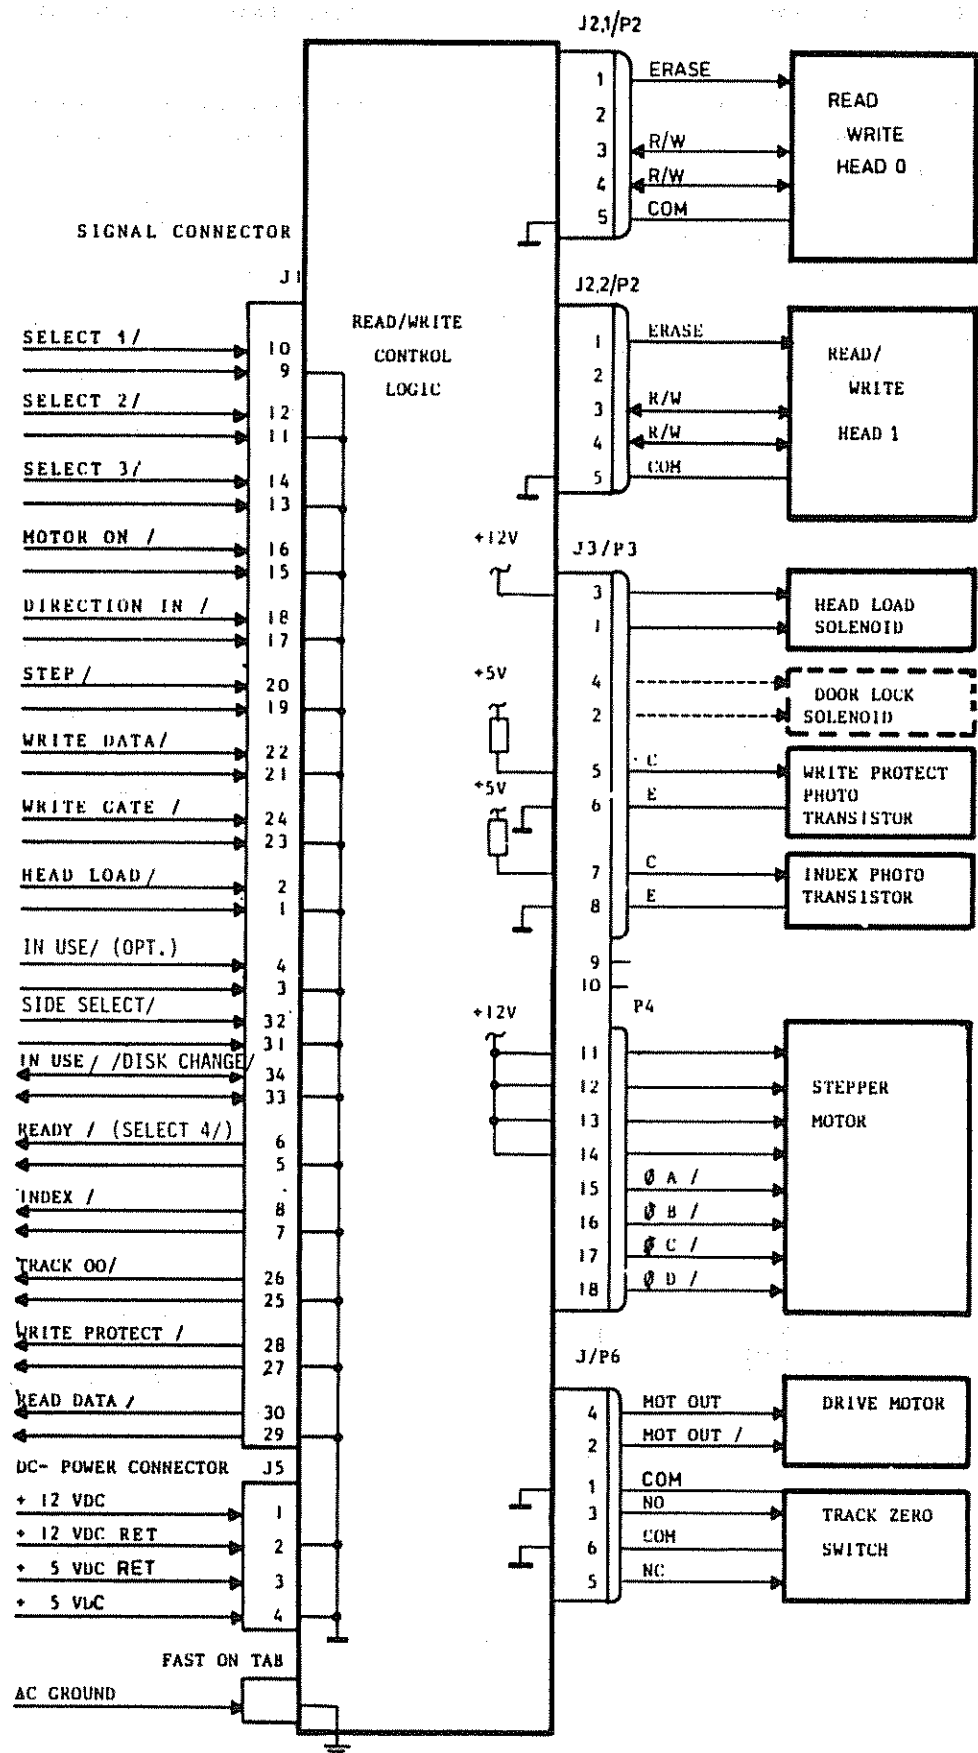 J2,1/P2
1 ERASE
2
3 R/W
4 R/W
5 COM
READ
WRITE
HEAD 0
SIGNAL CONNECTOR
J1
READ/WRITE
CONTROL
LOGIC
J2,2/P2
1 ERASE
2
3 R/W
4 R/W
5 COM
READ/
WRITE
HEAD 1
SELECT 1/
10
9
SELECT 2/
12
11
SELECT 3/
14
13
MOTOR ON /
16
15
DIRECTION IN /
18
17
STEP /
20
19
WRITE DATA/
22
21
WRITE GATE /
24
23
HEAD LOAD /
2
1
IN USE/ (OPT.)
4
3
SIDE SELECT/
32
31
IN USE/ /DISK CHANGE/
34
33
READY / (SELECT 4/)
6
5
INDEX /
8
7
TRACK 00/
26
25
WRITE PROTECT /
28
27
READ DATA /
30
29
+12V
J3/P3
3
1
HEAD LOAD
SOLENOID
+5V
4
2
DOOR LOCK
SOLENOID
5 C
+5V
6 E
WRITE PROTECT
PHOTO
TRANSISTOR
7 C
8 E
INDEX PHOTO
TRANSISTOR
9
10
P4
+12V
11
12
13
14
15 Ø A /
16 Ø B /
17 Ø C /
18 Ø D /
STEPPER
MOTOR
J/P6
4 MOT OUT
2 MOT OUT /
DRIVE MOTOR
1 COM
3 NO
6 COM
5 NC
TRACK ZERO
SWITCH
DC- POWER CONNECTOR J5
+ 12 VDC
1
+ 12 VDC RET
2
+ 5 VDC RET
3
+ 5 VDC
4
FAST ON TAB
AC GROUND